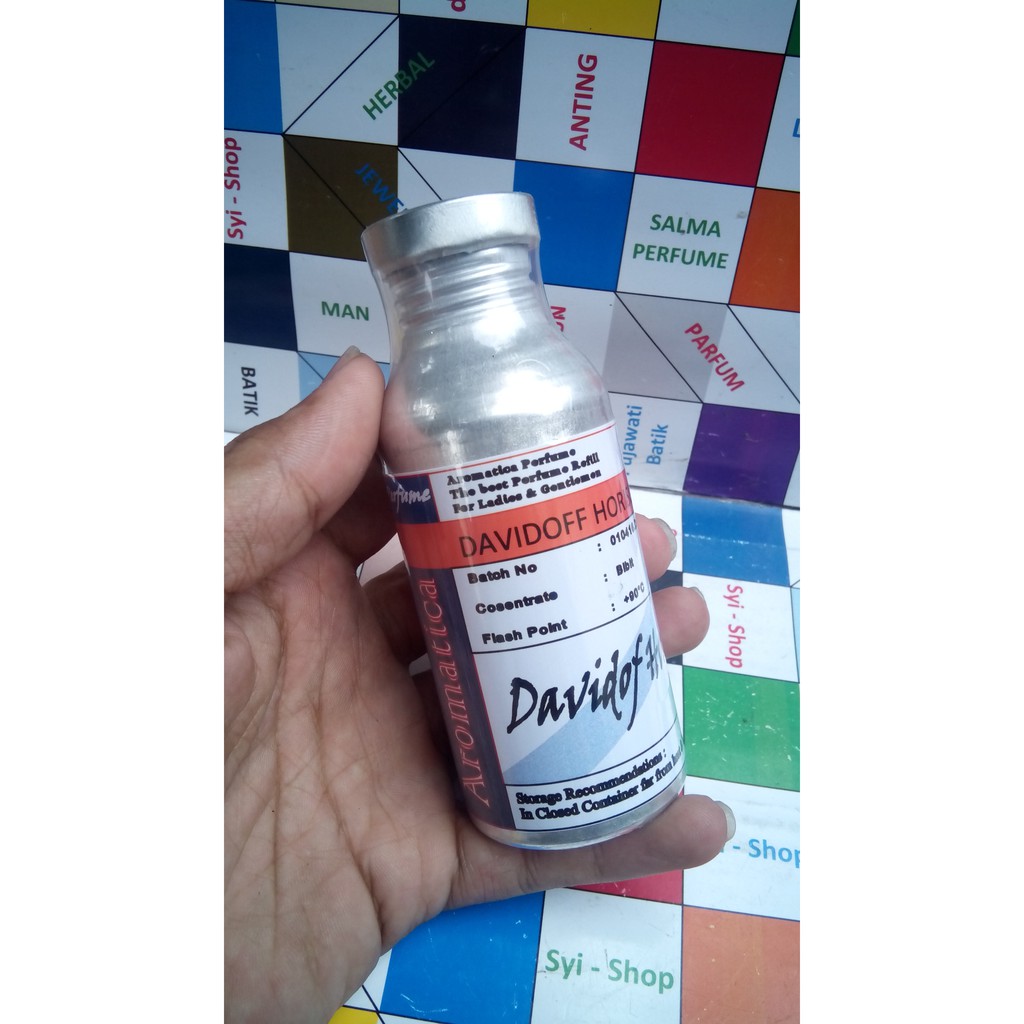 HERBAL
ANTING
Syi - Shop
SALMA
PERFUME
MAN
PARFUM
BATIK
Batik
Aromatica Perfume
The best Perfume Refill
For Ladies & Gentlemen
DAVIDOFF
Batch No :
Cosentrate : Bibit
Flash Point : +90°C
Aromatica
Davidof
Storage Recommendations :
In Closed Container far from
Syi - Shop
- Shop
Syi - Shop